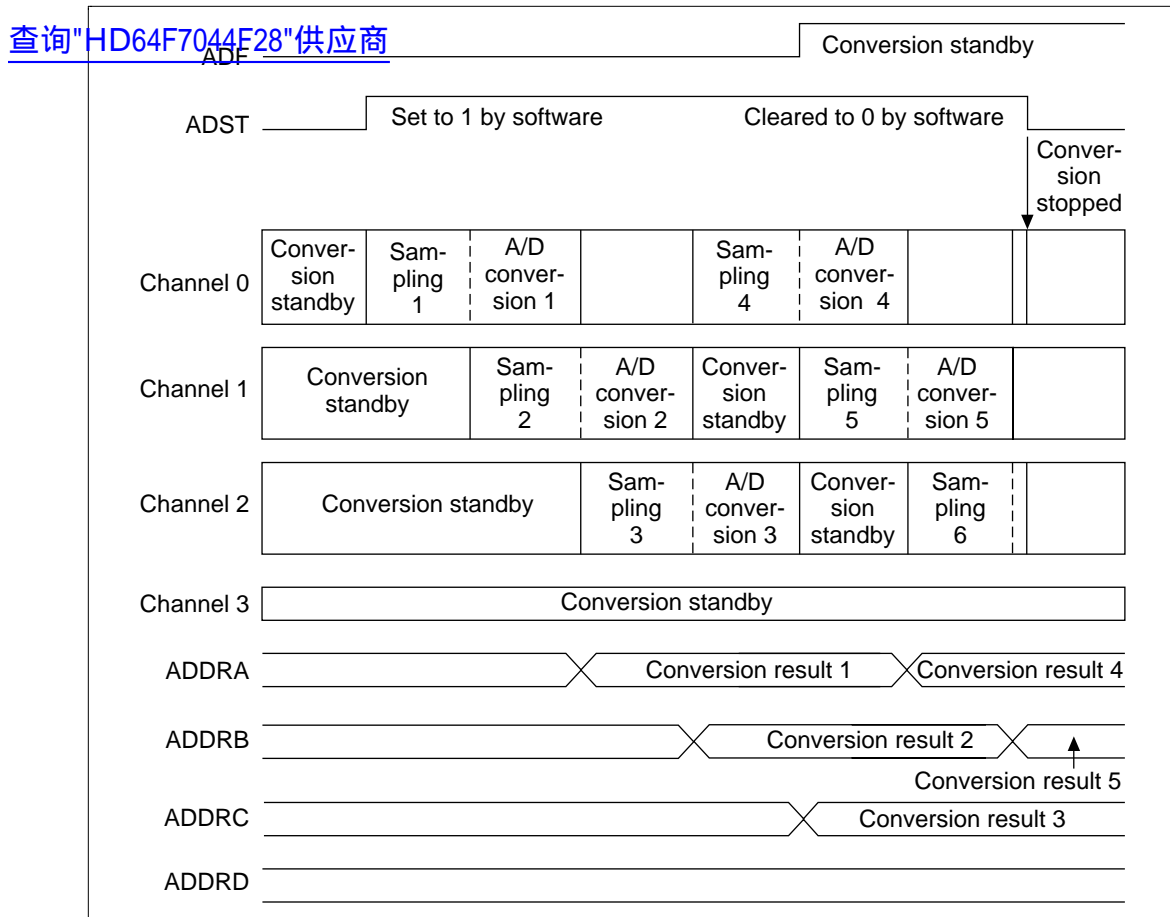 查询"HD64F7044F28"供应商
ADF
Conversion standby
ADST
Set to 1 by software
Cleared to 0 by software
Conver-
sion
stopped
Channel 0
Conver-
sion
standby
Sam-
pling
1
A/D
conver-
sion 1
Sam-
pling
4
A/D
conver-
sion 4
Channel 1
Conversion
standby
Sam-
pling
2
A/D
conver-
sion 2
Conver-
sion
standby
Sam-
pling
5
A/D
conver-
sion 5
Channel 2
Conversion standby
Sam-
pling
3
A/D
conver-
sion 3
Conver-
sion
standby
Sam-
pling
6
Channel 3
Conversion standby
ADDRA
Conversion result 1
Conversion result 4
ADDRB
Conversion result 2
Conversion result 5
ADDRC
Conversion result 3
ADDRD